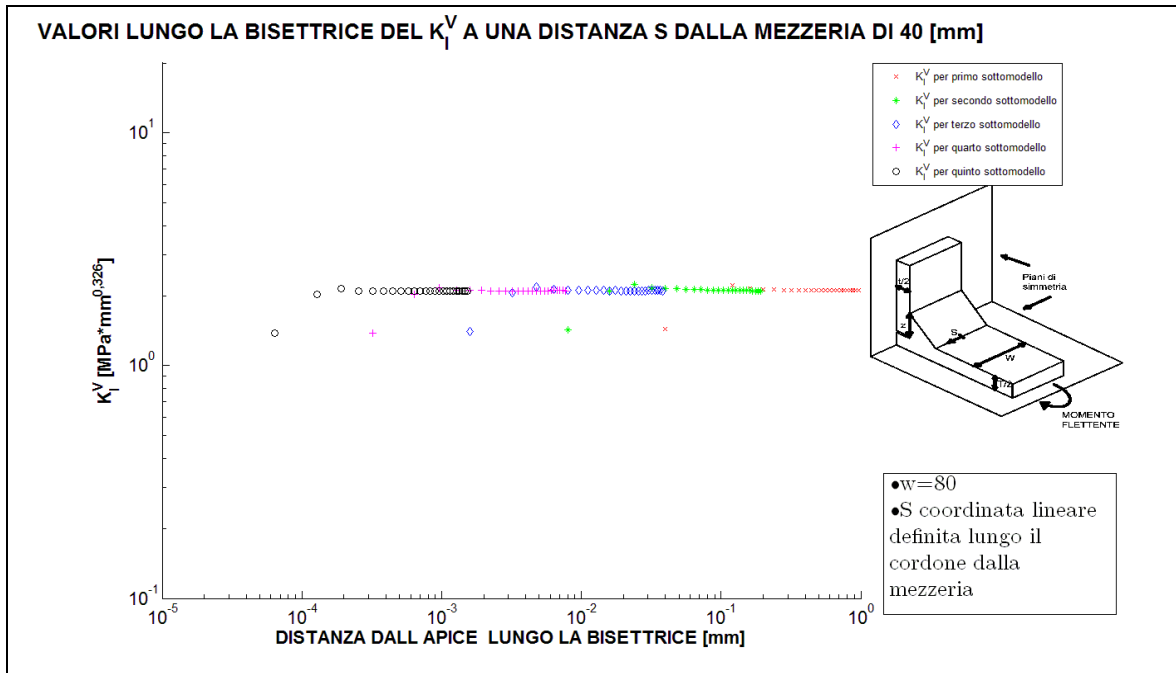 VALORI LUNGO LA BISETTRICE DEL K_I^V A UNA DISTANZA S DALLA MEZZERIA DI 40 [mm]
K_I^V per primo sottomodello
K_I^V per secondo sottomodello
K_I^V per terzo sottomodello
K_I^V per quarto sottomodello
K_I^V per quinto sottomodello
10^1
10^0
10^-1
K_I^V [MPa*mm^0,326]
10^-5
10^-4
10^-3
10^-2
10^-1
10^0
DISTANZA DALL APICE LUNGO LA BISETTRICE [mm]
t/2
z
S
W
T/2
Piani di
simmetria
MOMENTO
FLETTENTE
●w=80
●S coordinata lineare
definita lungo il
cordone dalla
mezzeria